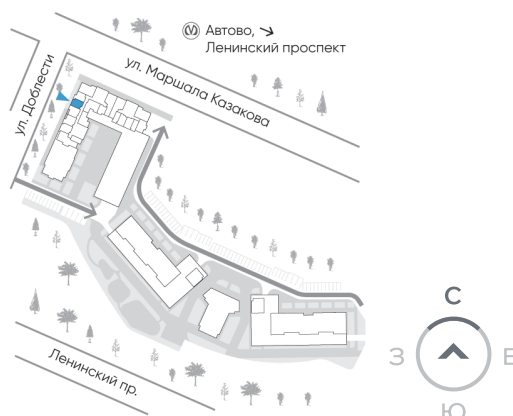 Автово, ↘
Ленинский проспект
ул. Доблести
ул. Маршала Казакова
С
З
В
Ю
Ленинский пр.